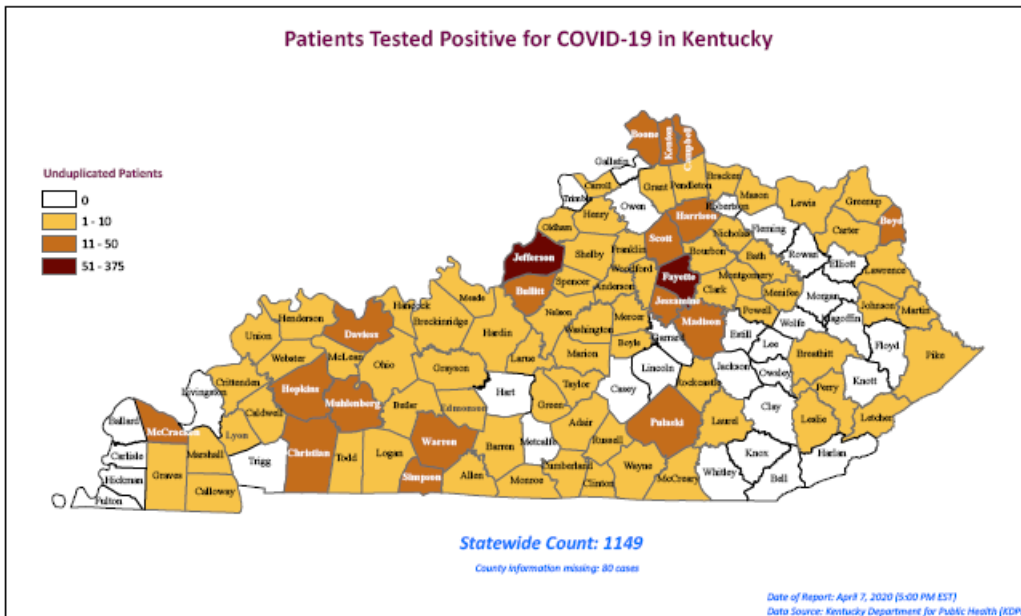 Patients Tested Positive for COVID-19 in Kentucky
Unduplicated Patients
0
1 - 10
11 - 50
51 - 375
Boone
Kenton
Campbell
Gallatin
Carroll
Trimble
Owen
Grant
Pendleton
Bracken
Mason
Robertson
Lewis
Greenup
Boyd
Carter
Fleming
Harrison
Nicholas
Henry
Oldham
Jefferson
Shelby
Franklin
Scott
Bourbon
Bath
Rowan
Elliott
Lawrence
Bullitt
Spencer
Anderson
Woodford
Fayette
Clark
Montgomery
Menifee
Morgan
Johnson
Martin
Jessamine
Madison
Powell
Wolfe
Magoffin
Floyd
Pike
Meade
Hancock
Breckinridge
Hardin
Nelson
Washington
Mercer
Boyle
Garrard
Estill
Lee
Breathitt
Knott
Henderson
Union
Daviess
Webster
McLean
Ohio
Grayson
Larue
Marion
Lincoln
Rockcastle
Jackson
Owsley
Perry
Letcher
Leslie
Crittenden
Livingston
Hopkins
Muhlenberg
Butler
Edmonson
Hart
Green
Taylor
Casey
Pulaski
Laurel
Clay
Caldwell
Lyon
Ballard
McCracken
Carlisle
Marshall
Graves
Hickman
Calloway
Fulton
Trigg
Christian
Todd
Logan
Warren
Simpson
Allen
Barren
Metcalfe
Monroe
Adair
Russell
Cumberland
Clinton
Wayne
McCreary
Whitley
Knox
Bell
Harlan
Statewide Count: 1149
County Information missing: 80 cases
Date of Report: April 7, 2020 (5:00 PM EST)
Data Source: Kentucky Department for Public Health (KDP